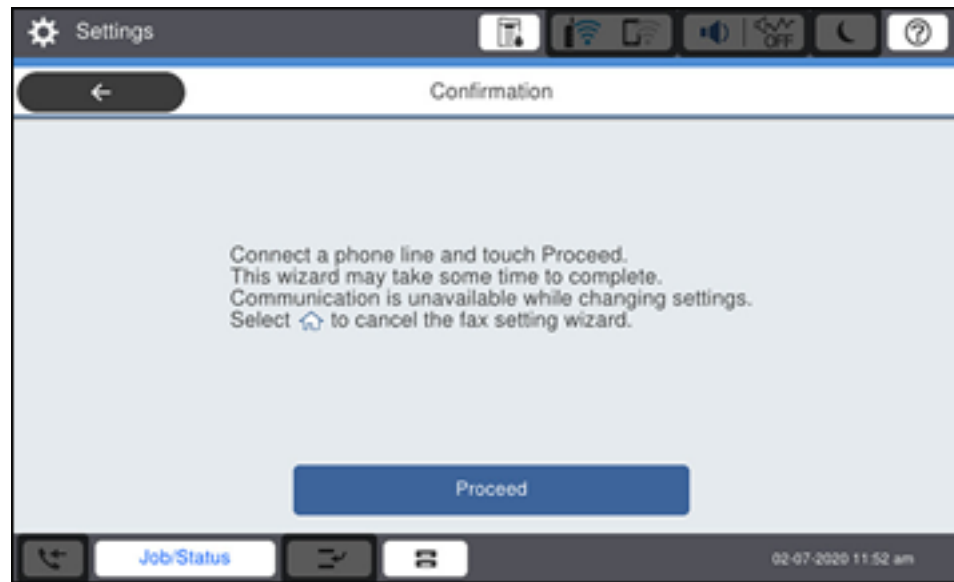 Settings
OFF
Confirmation
Connect a phone line and touch Proceed.
This wizard may take some time to complete.
Communication is unavailable while changing settings.
Select to cancel the fax setting wizard.
Proceed
Job/Status
02-07-2020 11:52 am